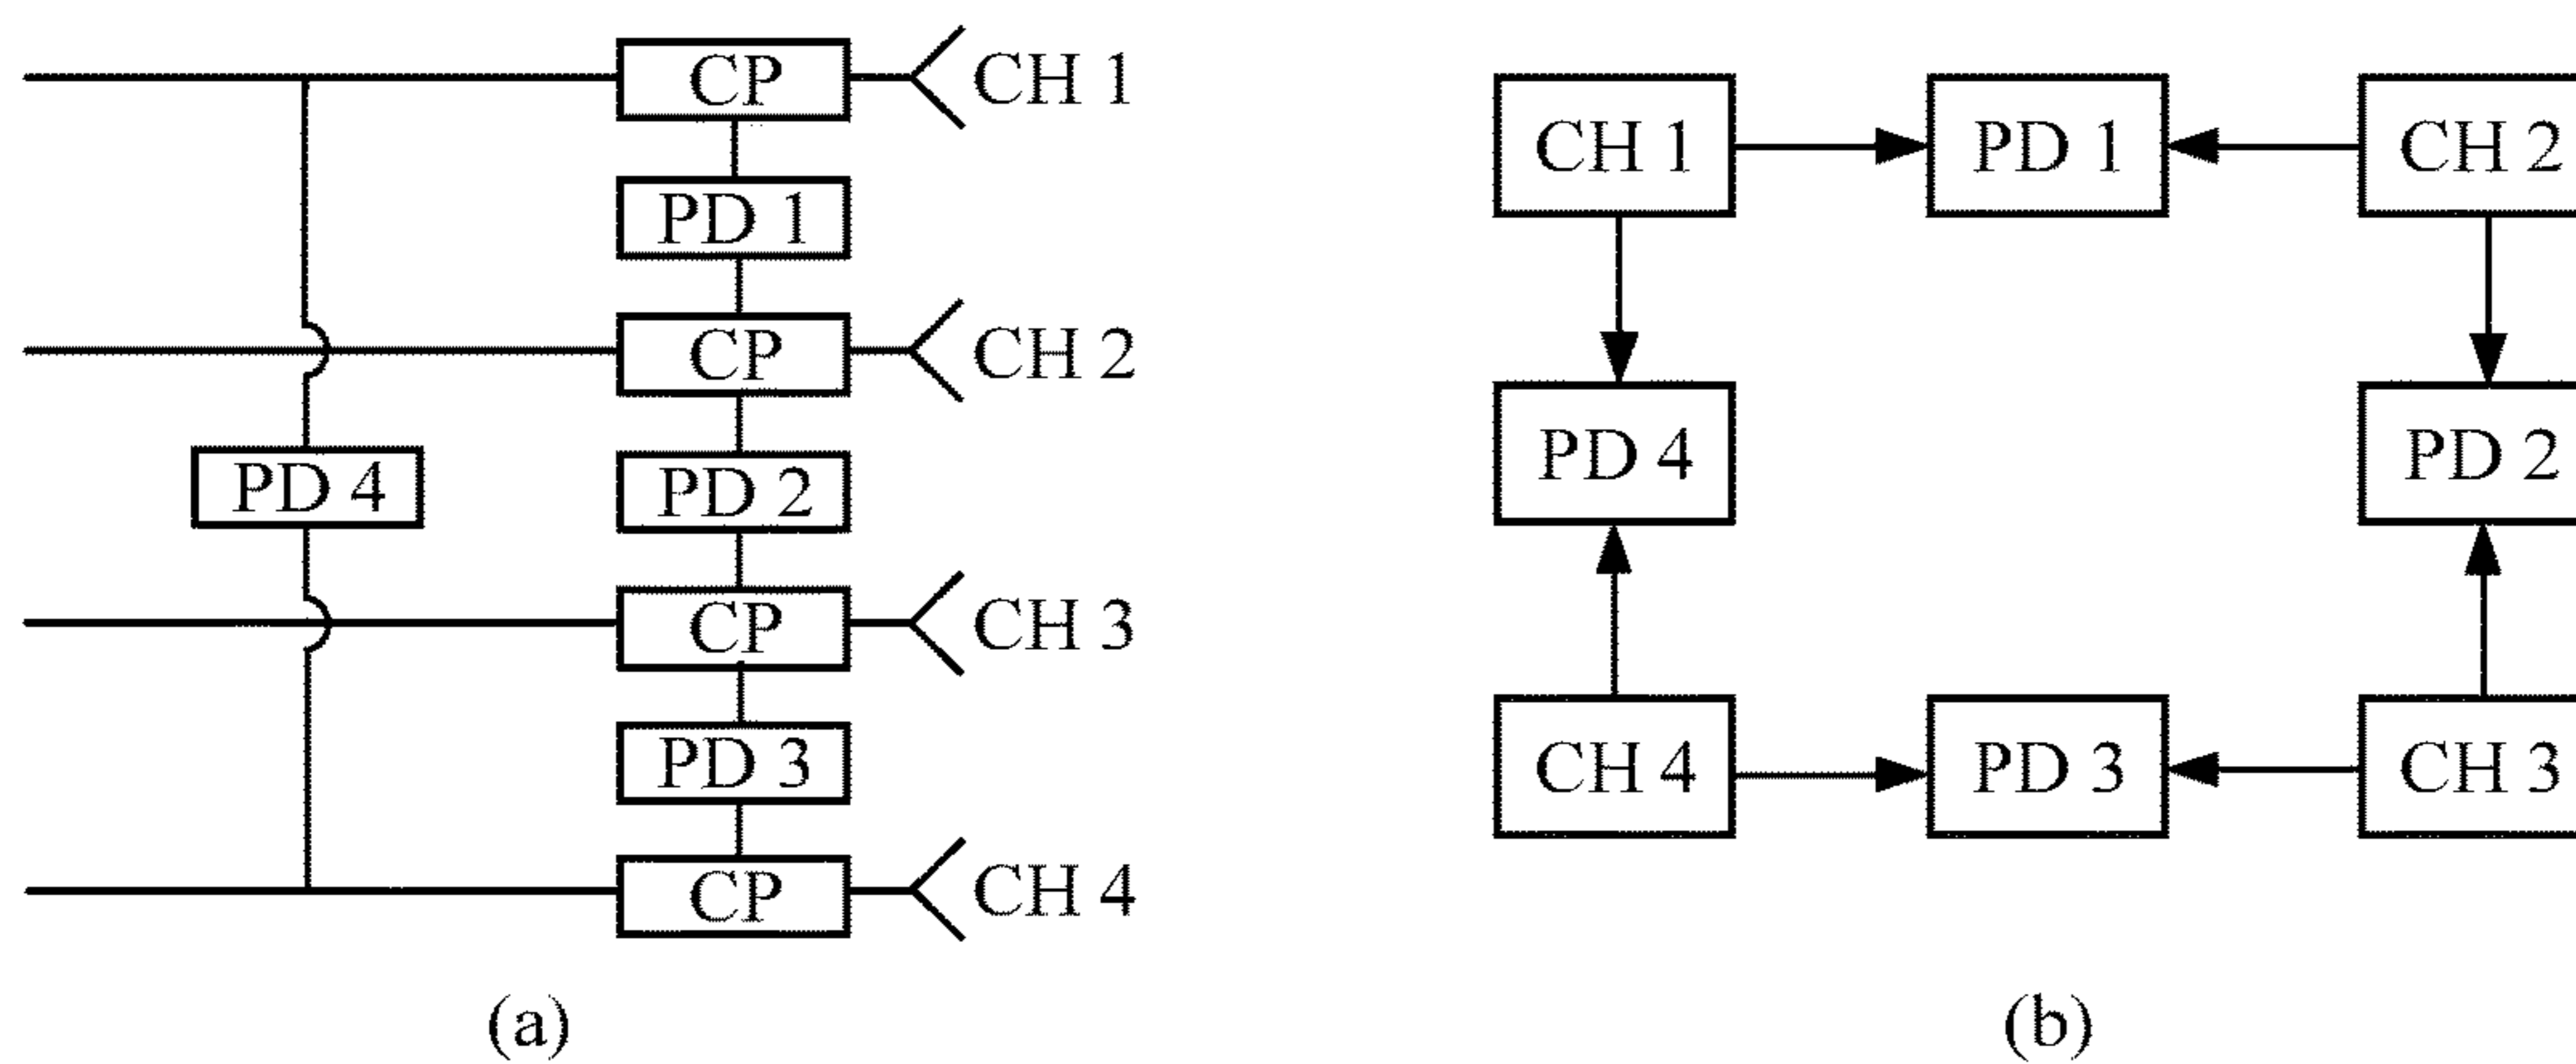 CP CH 1
PD 1
CP CH 2
PD 4 PD 2
CP CH 3
PD 3
CP CH 4
(a)
CH 1 PD 1 CH 2
PD 4 PD 2
CH 4 PD 3 CH 3
(b)